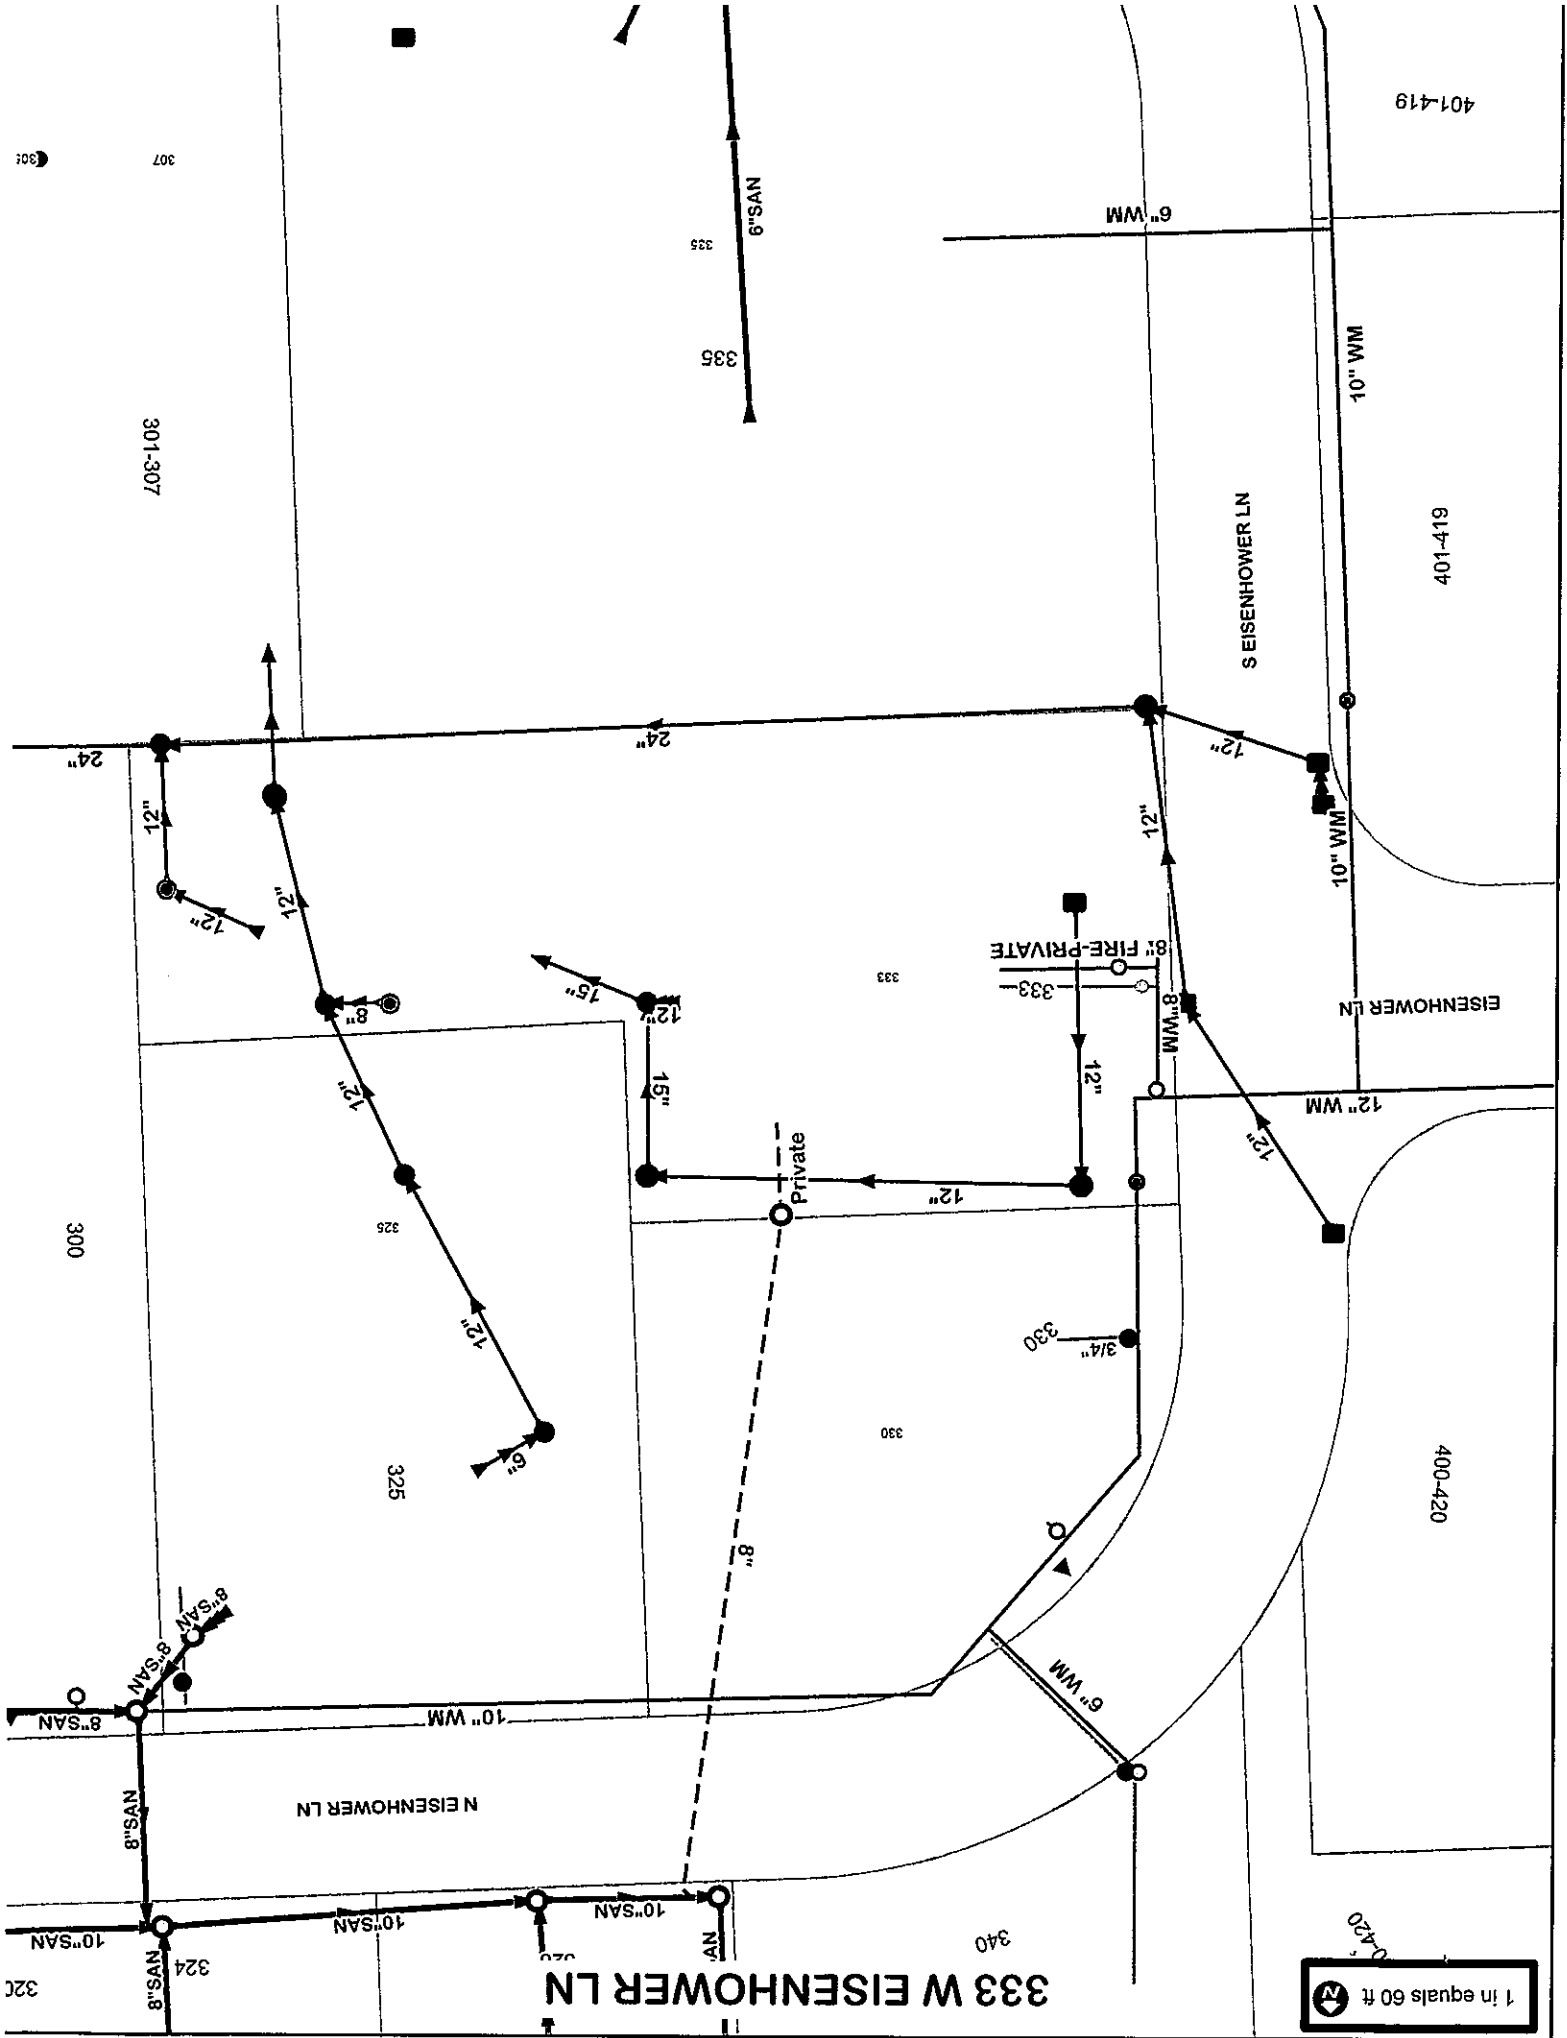 333 W EISENHOWER LN
1 in equals 60 ft
N
340
324
8"SAN
10"SAN
10"SAN
10"SAN
8"SAN
N EISENHOWER LN
6" WM
10" WM
8"SAN
8"SAN
8"SAN
400-420
325
6"
8"
330
330
3/4"
12"
325
300
12"
12"
Private
12" WM
12"
15"
12"
12"
8"
15"
8"WM
333
8" FIRE-PRIVATE
333
EISENHOWER LN
12"
12"
12"
12"
10" WM
12"
24"
24"
S EISENHOWER LN
401-419
301-307
10" WM
335
335
6"SAN
6" WM
307
401-419